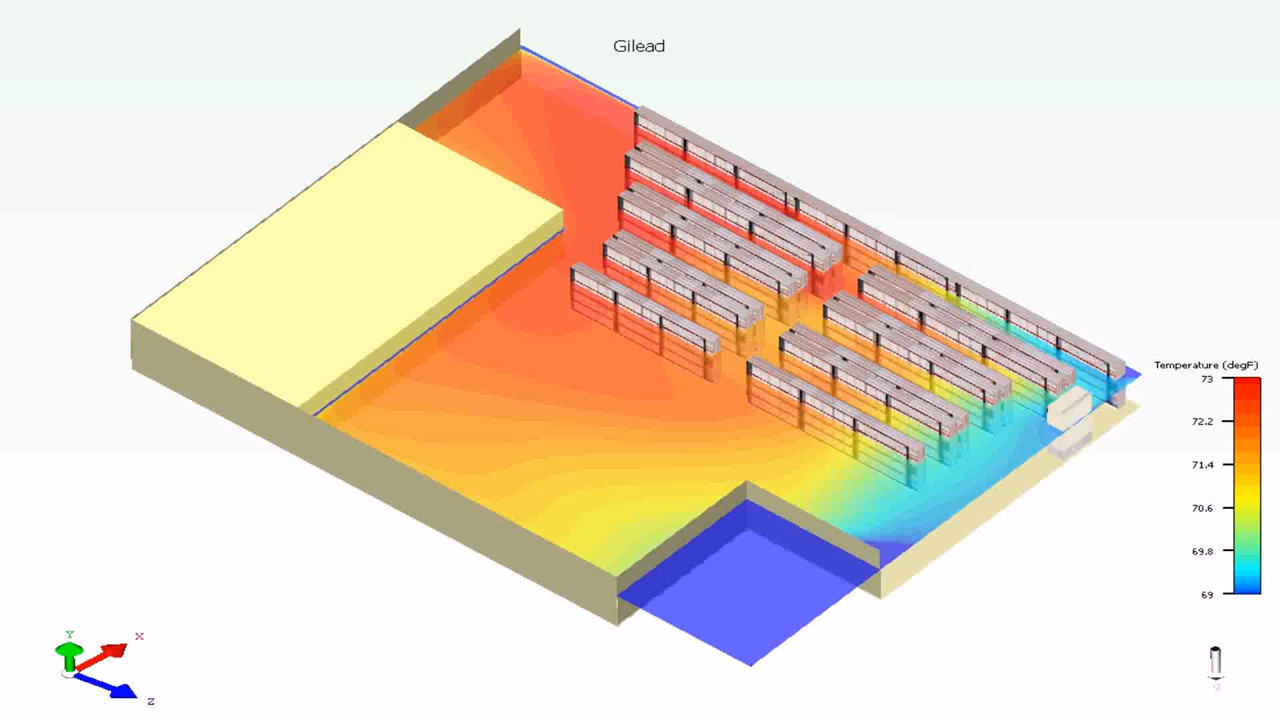 Gilead
Temperature (degF)
73
72.2
71.4
70.6
69.8
69
Y
X
Z